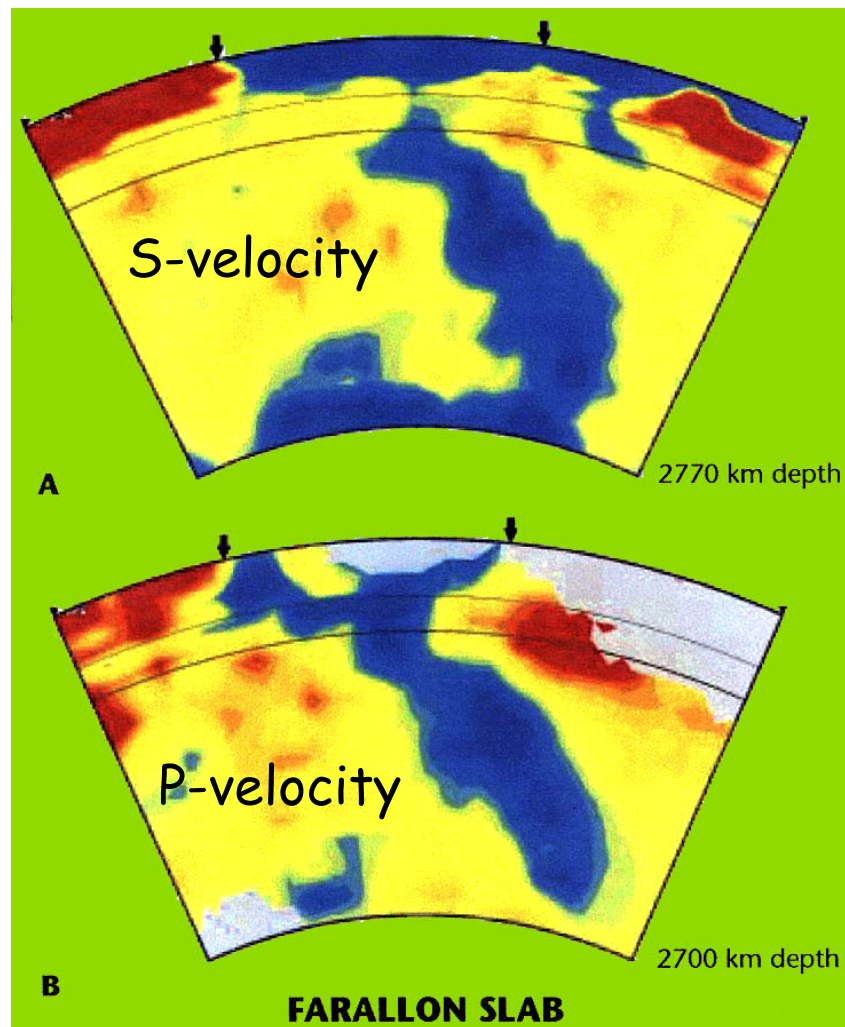 S-velocity
2770 km depth
A
P-velocity
2700 km depth
B
FARALLON SLAB